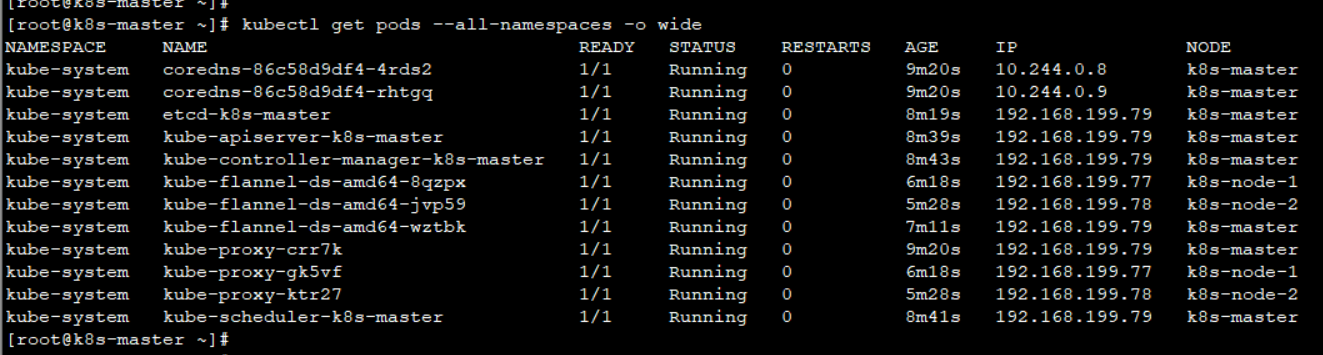 [root@k8s-master ~]#
[root@k8s-master ~]# kubectl get pods --all-namespaces -o wide
NAMESPACE NAME READY STATUS RESTARTS AGE IP NODE
kube-system coredns-86c58d9df4-4rds2 1/1 Running 0 9m20s 10.244.0.8 k8s-master
kube-system coredns-86c58d9df4-rhtgq 1/1 Running 0 9m20s 10.244.0.9 k8s-master
kube-system etcd-k8s-master 1/1 Running 0 8m19s 192.168.199.79 k8s-master
kube-system kube-apiserver-k8s-master 1/1 Running 0 8m39s 192.168.199.79 k8s-master
kube-system kube-controller-manager-k8s-master 1/1 Running 0 8m43s 192.168.199.79 k8s-master
kube-system kube-flannel-ds-amd64-8qzpx 1/1 Running 0 6m18s 192.168.199.77 k8s-node-1
kube-system kube-flannel-ds-amd64-jvp59 1/1 Running 0 5m28s 192.168.199.78 k8s-node-2
kube-system kube-flannel-ds-amd64-wztbk 1/1 Running 0 7m11s 192.168.199.79 k8s-master
kube-system kube-proxy-crr7k 1/1 Running 0 9m20s 192.168.199.79 k8s-master
kube-system kube-proxy-gk5vf 1/1 Running 0 6m18s 192.168.199.77 k8s-node-1
kube-system kube-proxy-ktr27 1/1 Running 0 5m28s 192.168.199.78 k8s-node-2
kube-system kube-scheduler-k8s-master 1/1 Running 0 8m41s 192.168.199.79 k8s-master
[root@k8s-master ~]#